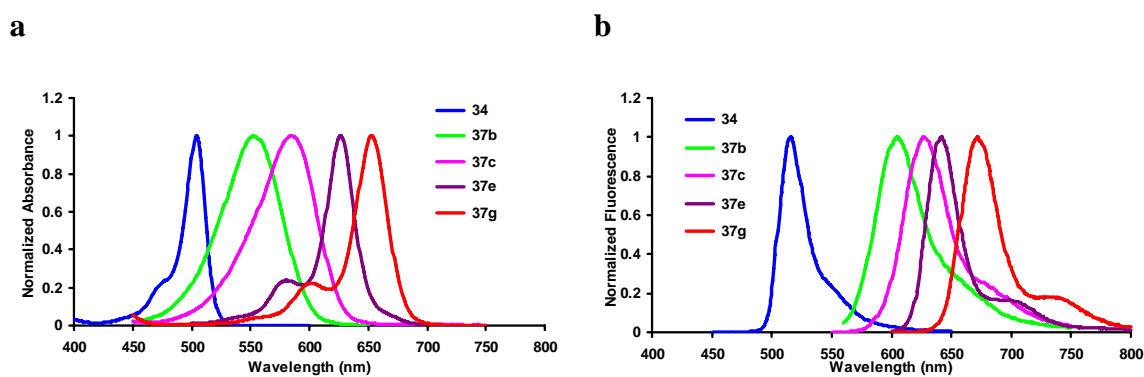 a
b
1.2
1
0.8
0.6
0.4
0.2
0
400 450 500 550 600 650 700 750 800
Normalized Absorbance
Wavelength (nm)
34
37b
37c
37e
37g
1.2
1
0.8
0.6
0.4
0.2
0
400 450 500 550 600 650 700 750 800
Normalized Fluorescence
Wavelength (nm)
34
37b
37c
37e
37g